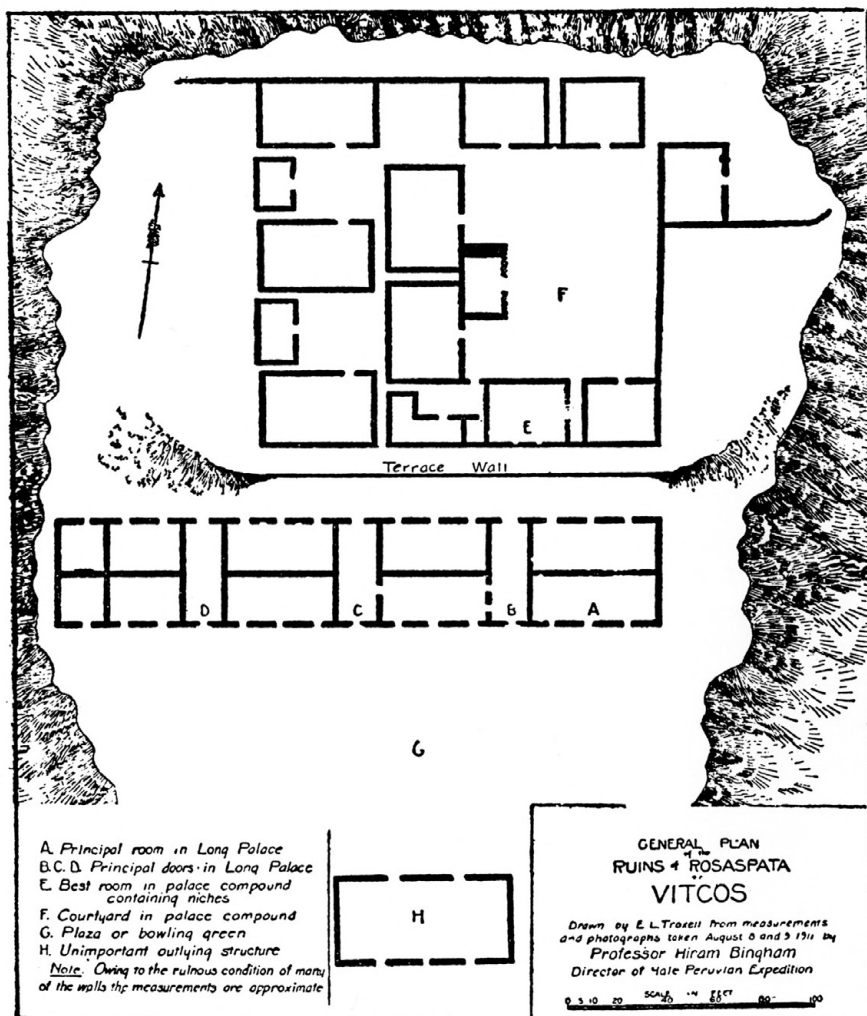 F
E
Terrace Wall
D
C
B
A
G
A. Principal room in Long Palace
B.C.D. Principal doors in Long Palace
E. Best room in palace compound
containing niches
F. Courtyard in palace compound
G. Plaza or bowling green
H. Unimportant outlying structure
Note: Owing to the ruinous condition of many
of the walls the measurements are approximate
H
GENERAL PLAN
of the
RUINS of ROSASPATA
or
VITCOS
Drawn by E. L. Troxell from measurements
and photographs taken August 8 and 9 1911 by
Professor Hiram Bingham
Director of Yale Peruvian Expedition
SCALE IN FEET
0 5 10 20 40 60 80 100